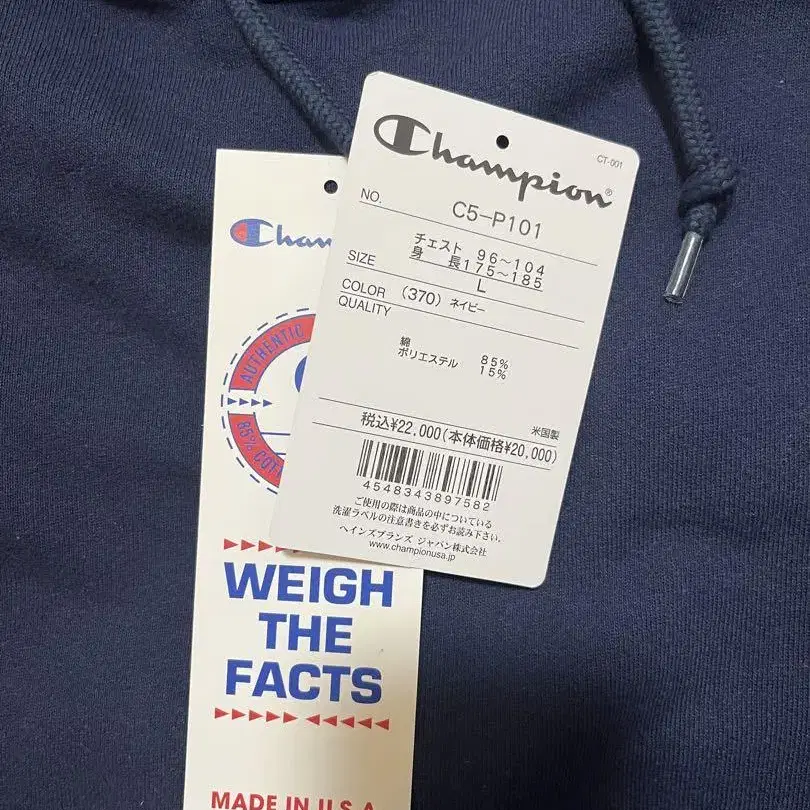 Champion®
CT-001
NO.
C5-P101
SIZE
チェスト 96~104
身 長175~185
L
COLOR
(370) ネイビー
QUALITY
綿 85%
ポリエステル 15%
米国製
税込¥22,000(本体価格¥20,000)
4548343897582
ご使用の際は商品の中についている
洗濯ラベルの注意書きを必ずお読み下さい。
ヘインズブランズ ジャパン株式会社
www.championusa.jp
Cham
AUTHENTIC
85% COT
WEIGH
THE
FACTS
MADE IN U.S.A.